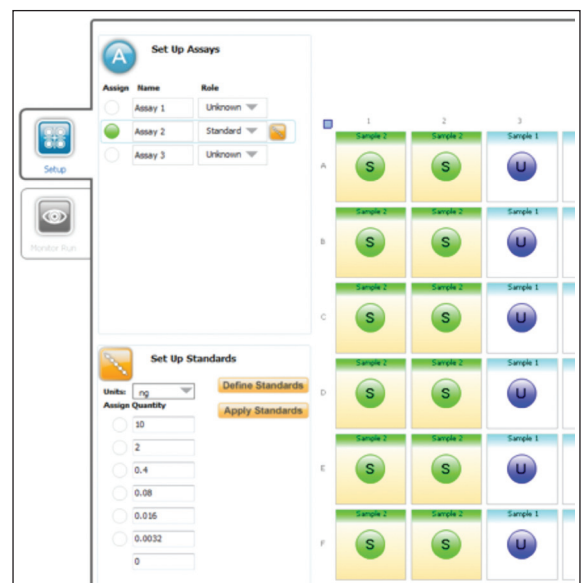 A
Set Up Assays
Assign Name Role
Assay 1 Unknown
Assay 2 Standard
Assay 3 Unknown
Setup
Monitor Run
1 2 3
Sample 2 Sample 2 Sample 1
A S S U
Sample 2 Sample 2 Sample 1
B S S U
Sample 2 Sample 2 Sample 1
C S S U
Sample 2 Sample 2 Sample 1
D S S U
Sample 2 Sample 2 Sample 1
E S S U
Sample 2 Sample 2 Sample 1
F S S U
Set Up Standards
Units: ng Define Standards
Assign Quantity Apply Standards
10
2
0.4
0.08
0.016
0.0032
0